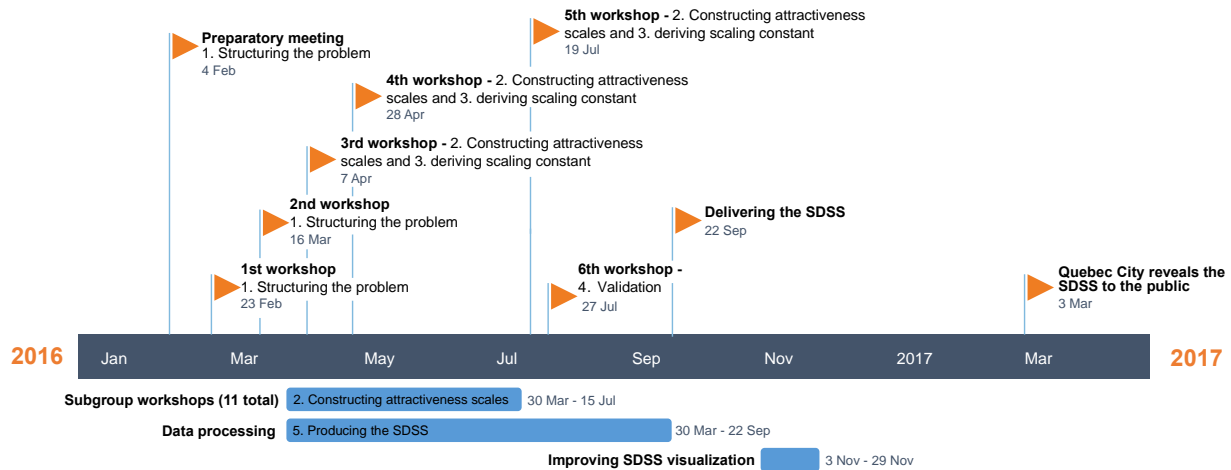 5th workshop - 2. Constructing attractiveness
scales and 3. deriving scaling constant
19 Jul
Preparatory meeting
1. Structuring the problem
4 Feb
4th workshop - 2. Constructing attractiveness
scales and 3. deriving scaling constant
28 Apr
3rd workshop - 2. Constructing attractiveness
scales and 3. deriving scaling constant
7 Apr
2nd workshop
1. Structuring the problem
16 Mar
Delivering the SDSS
22 Sep
1st workshop
1. Structuring the problem
23 Feb
6th workshop -
4. Validation
27 Jul
Quebec City reveals the
SDSS to the public
3 Mar
2016 Jan Mar May Jul Sep Nov 2017 Mar 2017
Subgroup workshops (11 total) 2. Constructing attractiveness scales 30 Mar - 15 Jul
Data processing 5. Producing the SDSS 30 Mar - 22 Sep
Improving SDSS visualization 3 Nov - 29 Nov